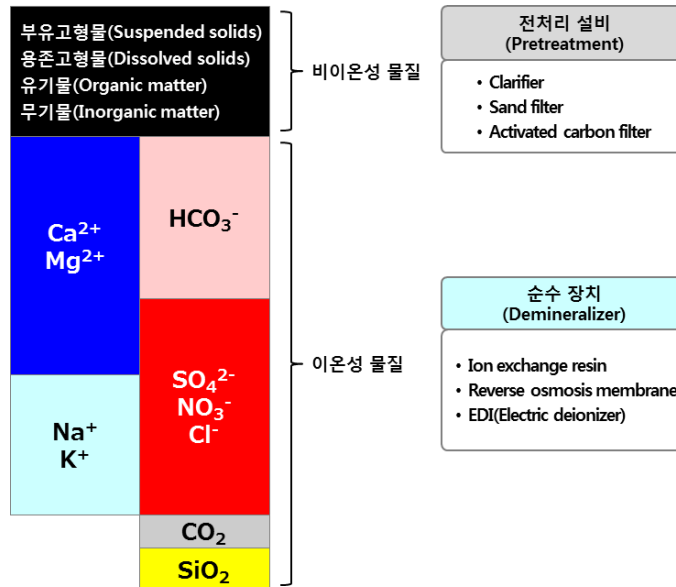 부유고형물(Suspended solids)
용존고형물(Dissolved solids)
유기물(Organic matter)
무기물(Inorganic matter)
비이온성 물질
전처리 설비
(Pretreatment)
• Clarifier
• Sand filter
• Activated carbon filter
Ca²⁺
Mg²⁺
HCO₃⁻
Na⁺
K⁺
SO₄²⁻
NO₃⁻
Cl⁻
CO₂
SiO₂
이온성 물질
순수 장치
(Demineralizer)
• Ion exchange resin
• Reverse osmosis membrane
• EDI(Electric deionizer)